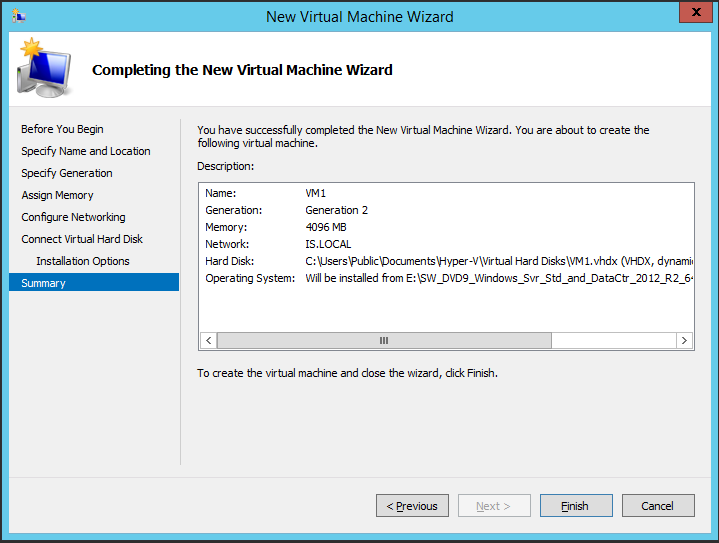 New Virtual Machine Wizard
Completing the New Virtual Machine Wizard
Before You Begin
Specify Name and Location
Specify Generation
Assign Memory
Configure Networking
Connect Virtual Hard Disk
Installation Options
Summary
You have successfully completed the New Virtual Machine Wizard. You are about to create the
following virtual machine.
Description:
Name: VM1
Generation: Generation 2
Memory: 4096 MB
Network: IS.LOCAL
Hard Disk: C:\Users\Public\Documents\Hyper-V\Virtual Hard Disks\VM1.vhdx (VHDX, dynami
Operating System: Will be installed from E:\SW_DVD9_Windows_Svr_Std_and_DataCtr_2012_R2_64
To create the virtual machine and close the wizard, click Finish.
< Previous
Next >
Finish
Cancel